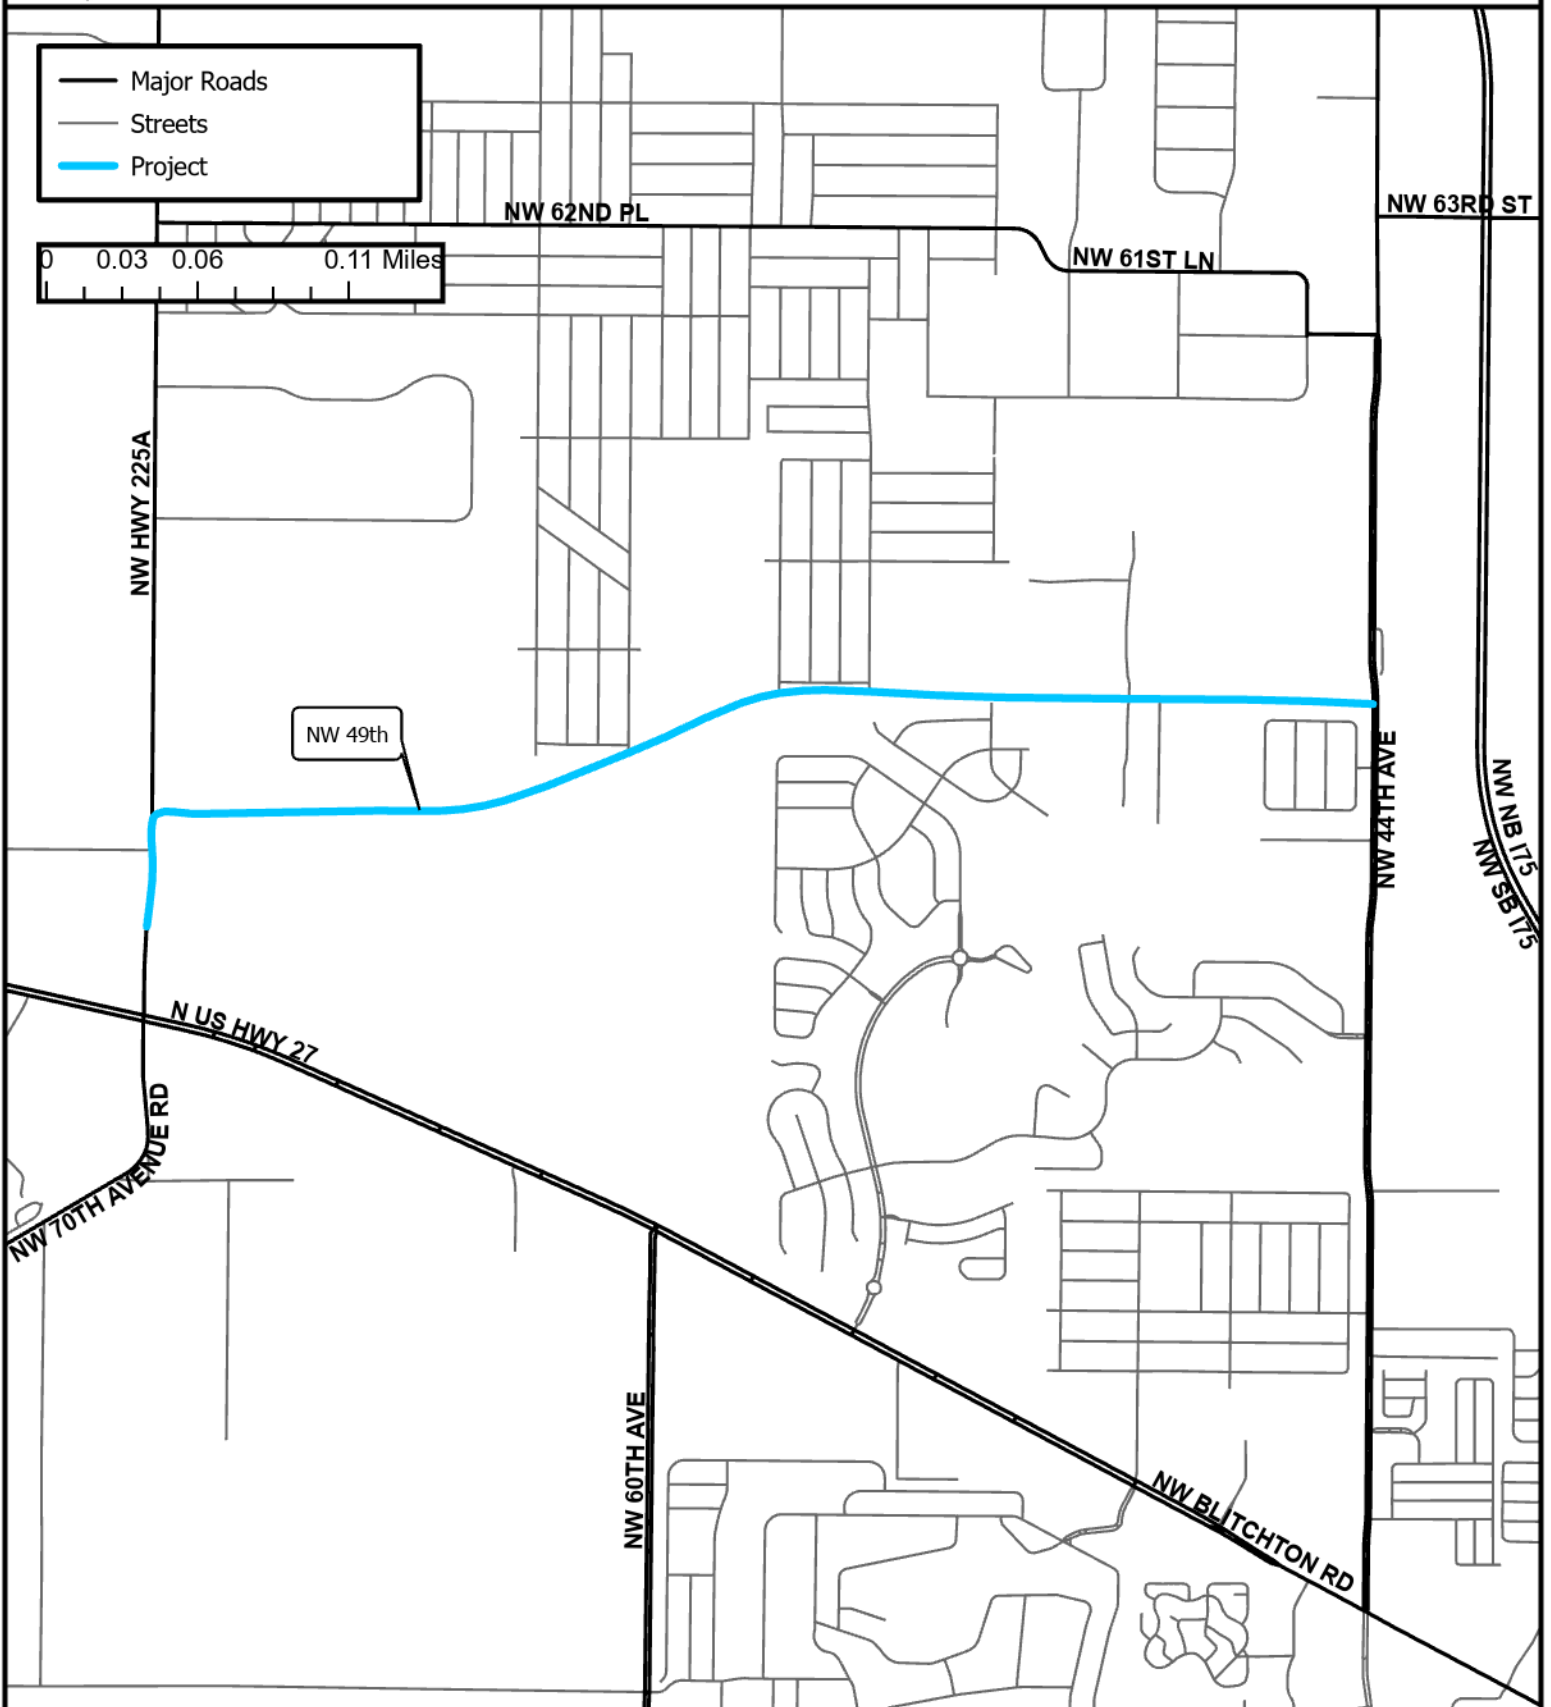 Major Roads
Streets
Project
NW 62ND PL
NW 63RD ST
0 0.03 0.06 0.11 Miles
NW 61ST LN
NW HWY 225A
NW 49th
NW 44TH AVE
NW NB I75
NW SB I75
N US HWY 27
NW 70TH AVENUE RD
NW 60TH AVE
NW BLITCHTON RD